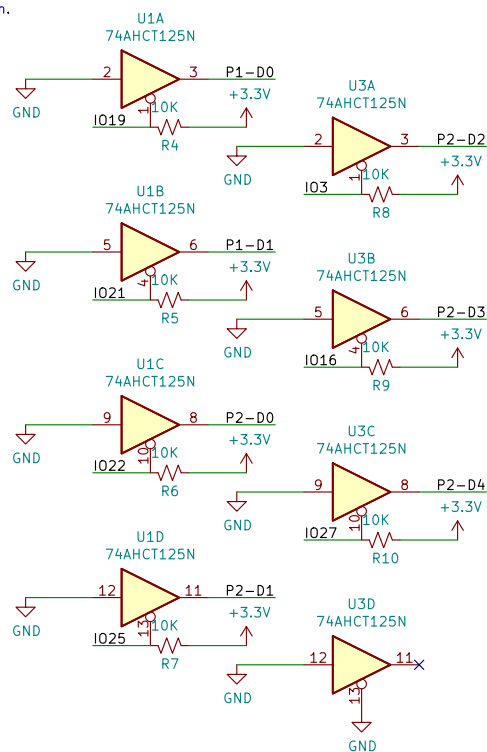 n.
U1A
74AHCT125N
2
3
P1-D0
1
10K
+3.3V
GND
IO19
R4
U3A
74AHCT125N
2
3
P2-D2
1
10K
+3.3V
GND
IO3
R8
U1B
74AHCT125N
5
6
P1-D1
4
10K
+3.3V
GND
IO21
R5
U3B
74AHCT125N
5
6
P2-D3
4
10K
+3.3V
GND
IO16
R9
U1C
74AHCT125N
9
8
P2-D0
10
10K
+3.3V
GND
IO22
R6
U3C
74AHCT125N
9
8
P2-D4
10
10K
+3.3V
GND
IO27
R10
U1D
74AHCT125N
12
11
P2-D1
13
10K
+3.3V
GND
IO25
R7
U3D
74AHCT125N
12
11
13
GND
GND